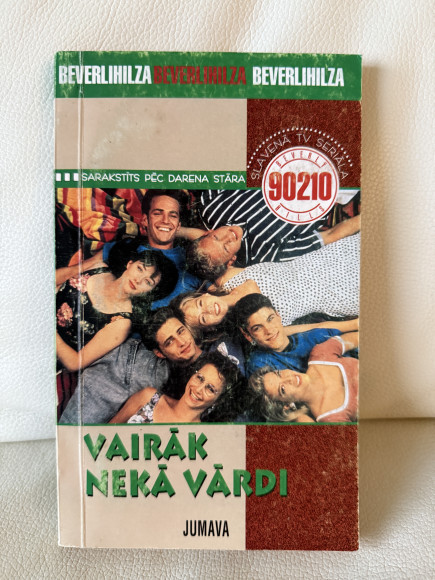 BEVERLIHILZA BEVERLIHILZA BEVERLIHILZA
SARAKSTĪTS PĒC DARENA STĀRA
SLAVENĀ TV SERIĀLA
BEVERLY
90210
HILLS
VAIRĀK
NEKĀ VĀRDI
JUMAVA